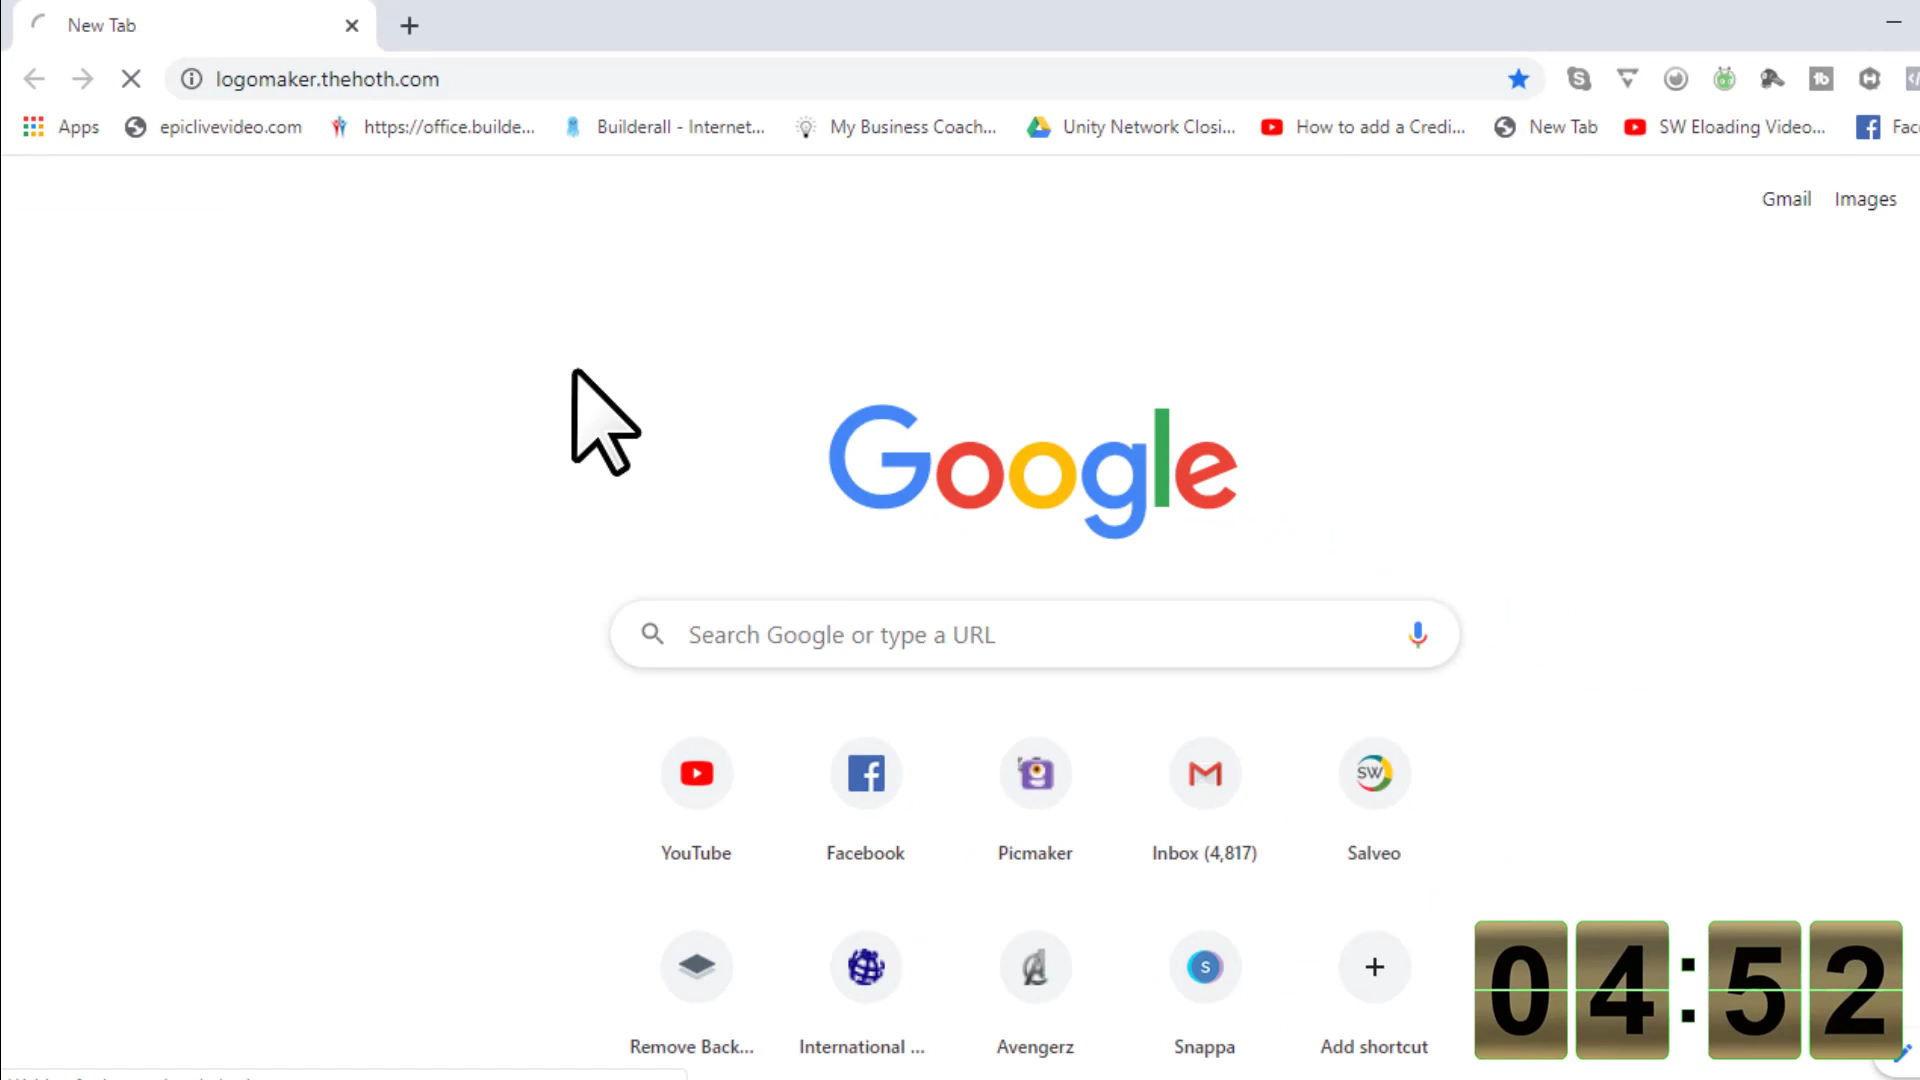 New Tab
logomaker.thehoth.com
Apps epiclivevideo.com https://office.builde... Builderall - Internet... My Business Coach... Unity Network Closi... How to add a Credi... New Tab SW Eloading Video... Fac
Gmail Images
Google
Search Google or type a URL
SW
YouTube Facebook Picmaker Inbox (4,817) Salveo
S
Remove Back... International ... Avengerz Snappa Add shortcut
04:52